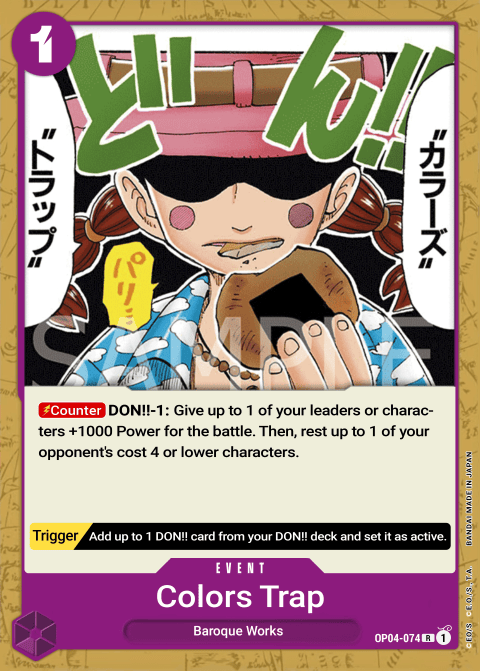 1
どん!!
"カラーズ
トラップ"
パリ
SAMPLE
⚡Counter DON!!-1: Give up to 1 of your leaders or charac-
ters +1000 Power for the battle. Then, rest up to 1 of your
opponent's cost 4 or lower characters.
Trigger Add up to 1 DON!! card from your DON!! deck and set it as active.
EVENT
Colors Trap
Baroque Works
OP04-074 R 1
BANDAI MADE IN JAPAN
©E.O./S. ©E.O./S., T.A.